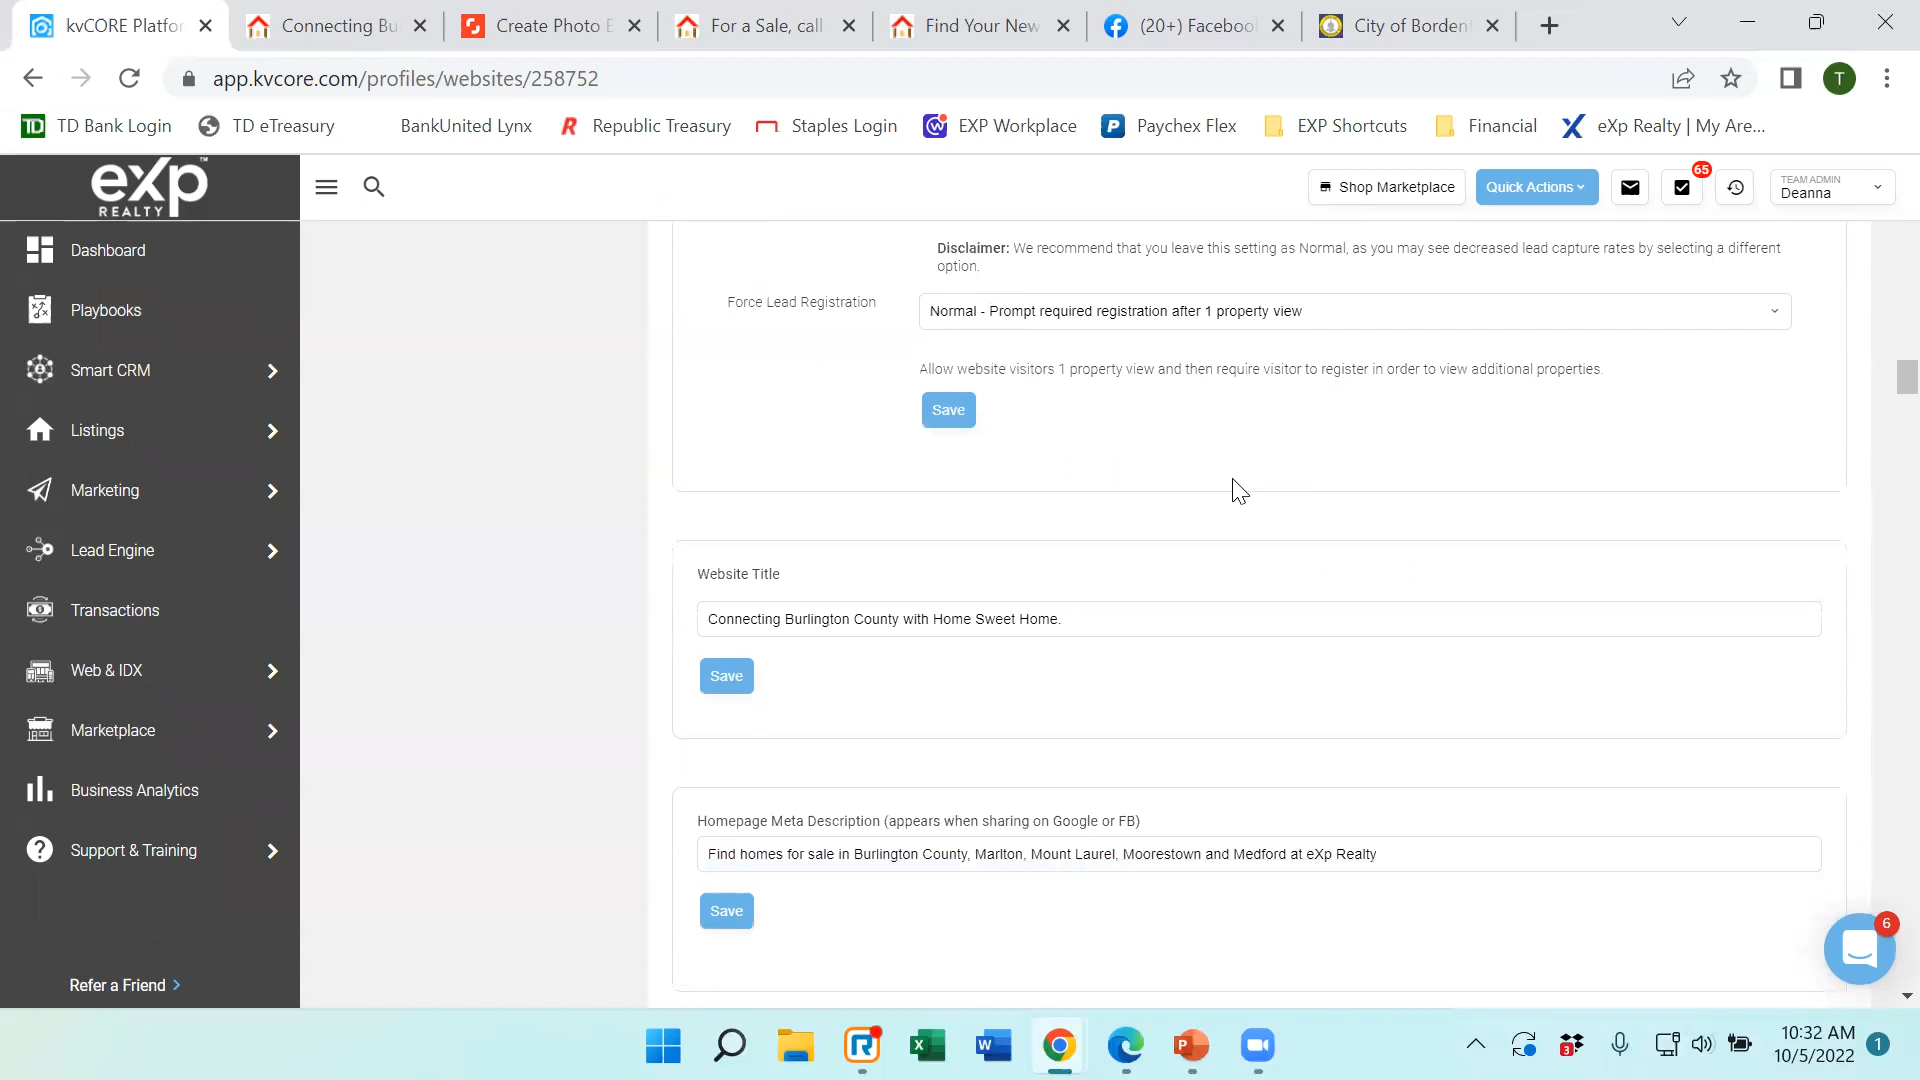 kvCORE Platfor
Connecting Bu
Create Photo E
For a Sale, call
Find Your New
(20+) Faceboo
City of Borden
app.kvcore.com/profiles/websites/258752
T
TD Bank Login
TD eTreasury
BankUnited Lynx
Republic Treasury
Staples Login
EXP Workplace
Paychex Flex
EXP Shortcuts
Financial
eXp Realty | My Are...
eXp REALTY
Shop Marketplace
Quick Actions
65
TEAM ADMIN
Deanna
Dashboard
Playbooks
Smart CRM
Listings
Marketing
Lead Engine
Transactions
Web & IDX
Marketplace
Business Analytics
Support & Training
Refer a Friend
Disclaimer: We recommend that you leave this setting as Normal, as you may see decreased lead capture rates by selecting a different
option.
Force Lead Registration
Normal - Prompt required registration after 1 property view
Allow website visitors 1 property view and then require visitor to register in order to view additional properties.
Save
Website Title
Connecting Burlington County with Home Sweet Home.
Save
Homepage Meta Description (appears when sharing on Google or FB)
Find homes for sale in Burlington County, Marlton, Mount Laurel, Moorestown and Medford at eXp Realty
Save
6
3
10:32 AM
10/5/2022
1